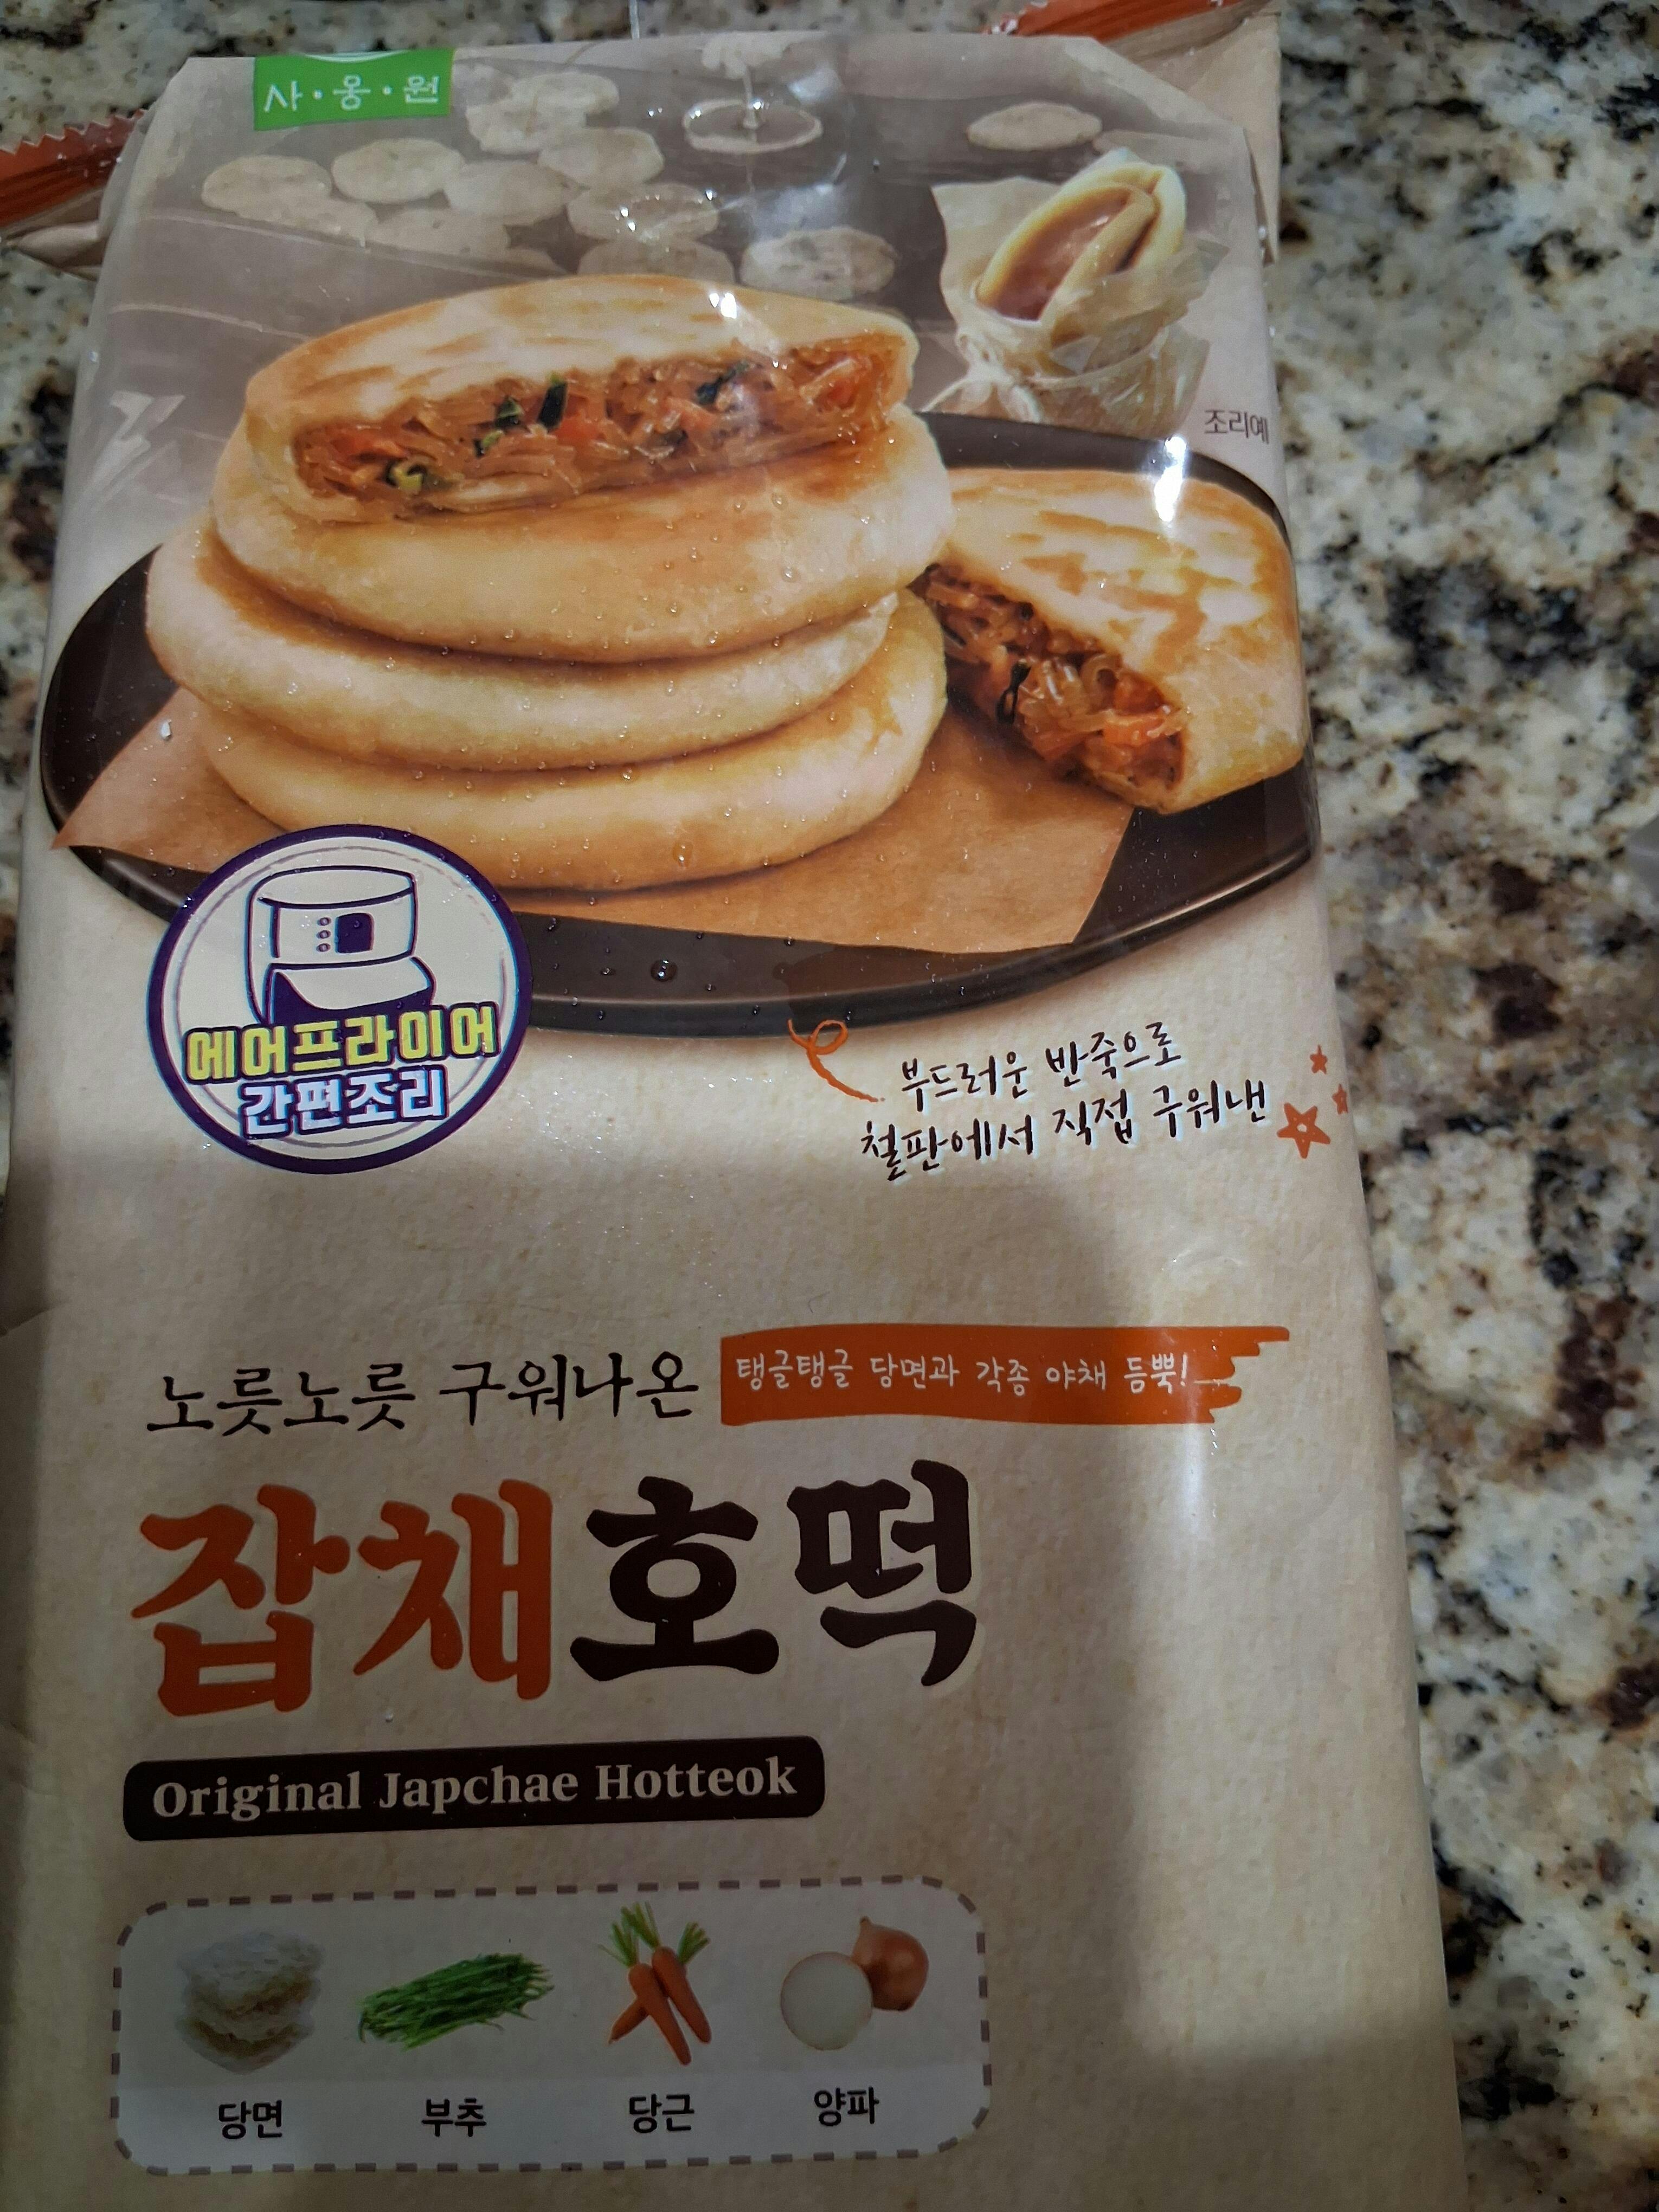 사·옹·원
조리예
에어프라이어
간편조리
부드러운 반죽으로
철판에서 직접 구워낸
노릇노릇 구워나온
탱글탱글 당면과 각종 야채 듬뿍!
잡채호떡
Original Japchae Hotteok
당면
부추
당근
양파